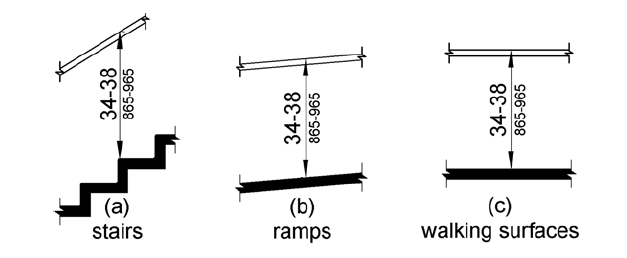 34-38
865-965
(a)
stairs
34-38
865-965
(b)
ramps
34-38
865-965
(c)
walking surfaces